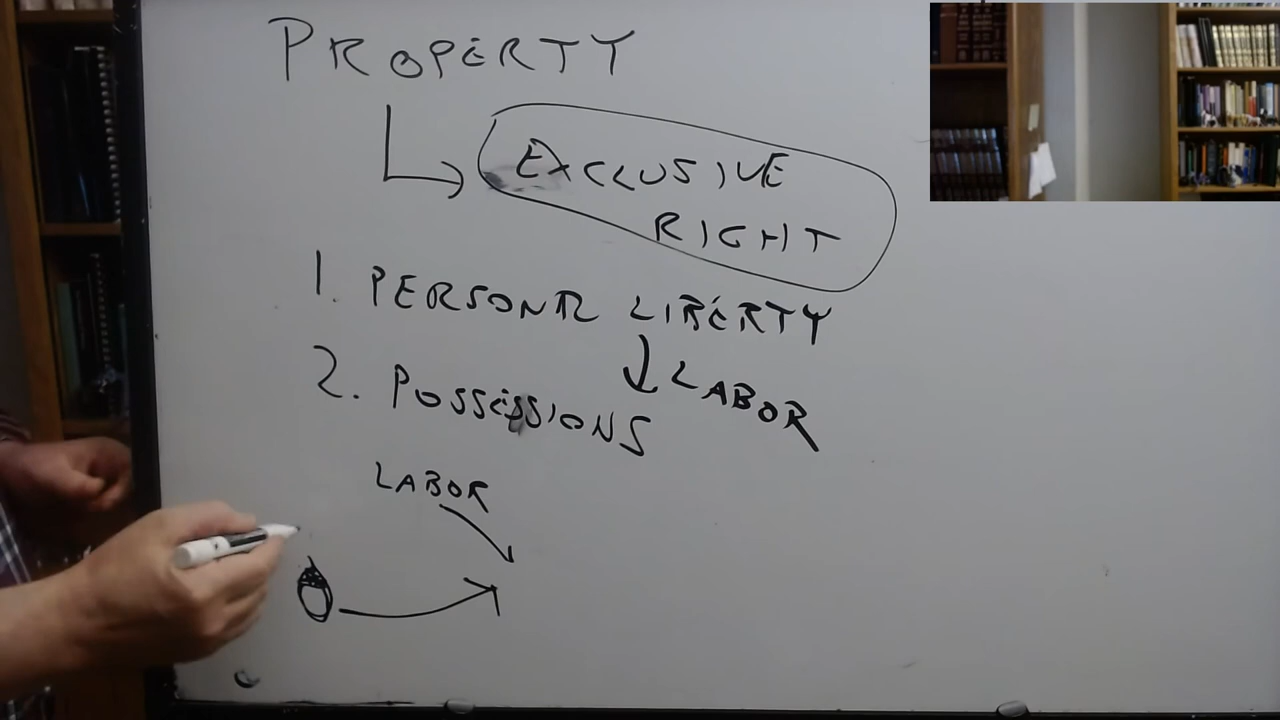 PROPERTY
EXCLUSIVE
RIGHT
1. PERSONAL LIBERTY
LABOR
2. POSSESSIONS
LABOR